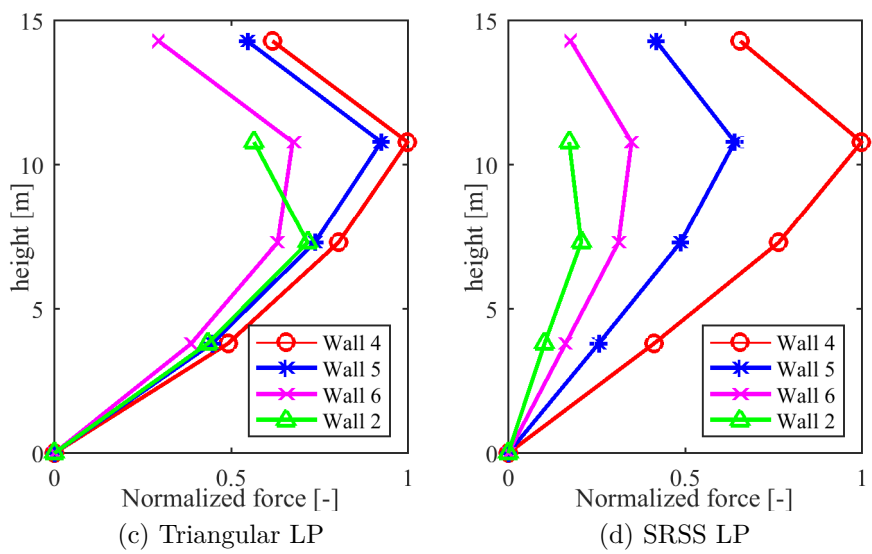 15
10
5
0
height [m]
0
0.5
1
Normalized force [-]
Wall 4
Wall 5
Wall 6
Wall 2
(c) Triangular LP
15
10
5
0
height [m]
0
0.5
1
Normalized force [-]
Wall 4
Wall 5
Wall 6
Wall 2
(d) SRSS LP